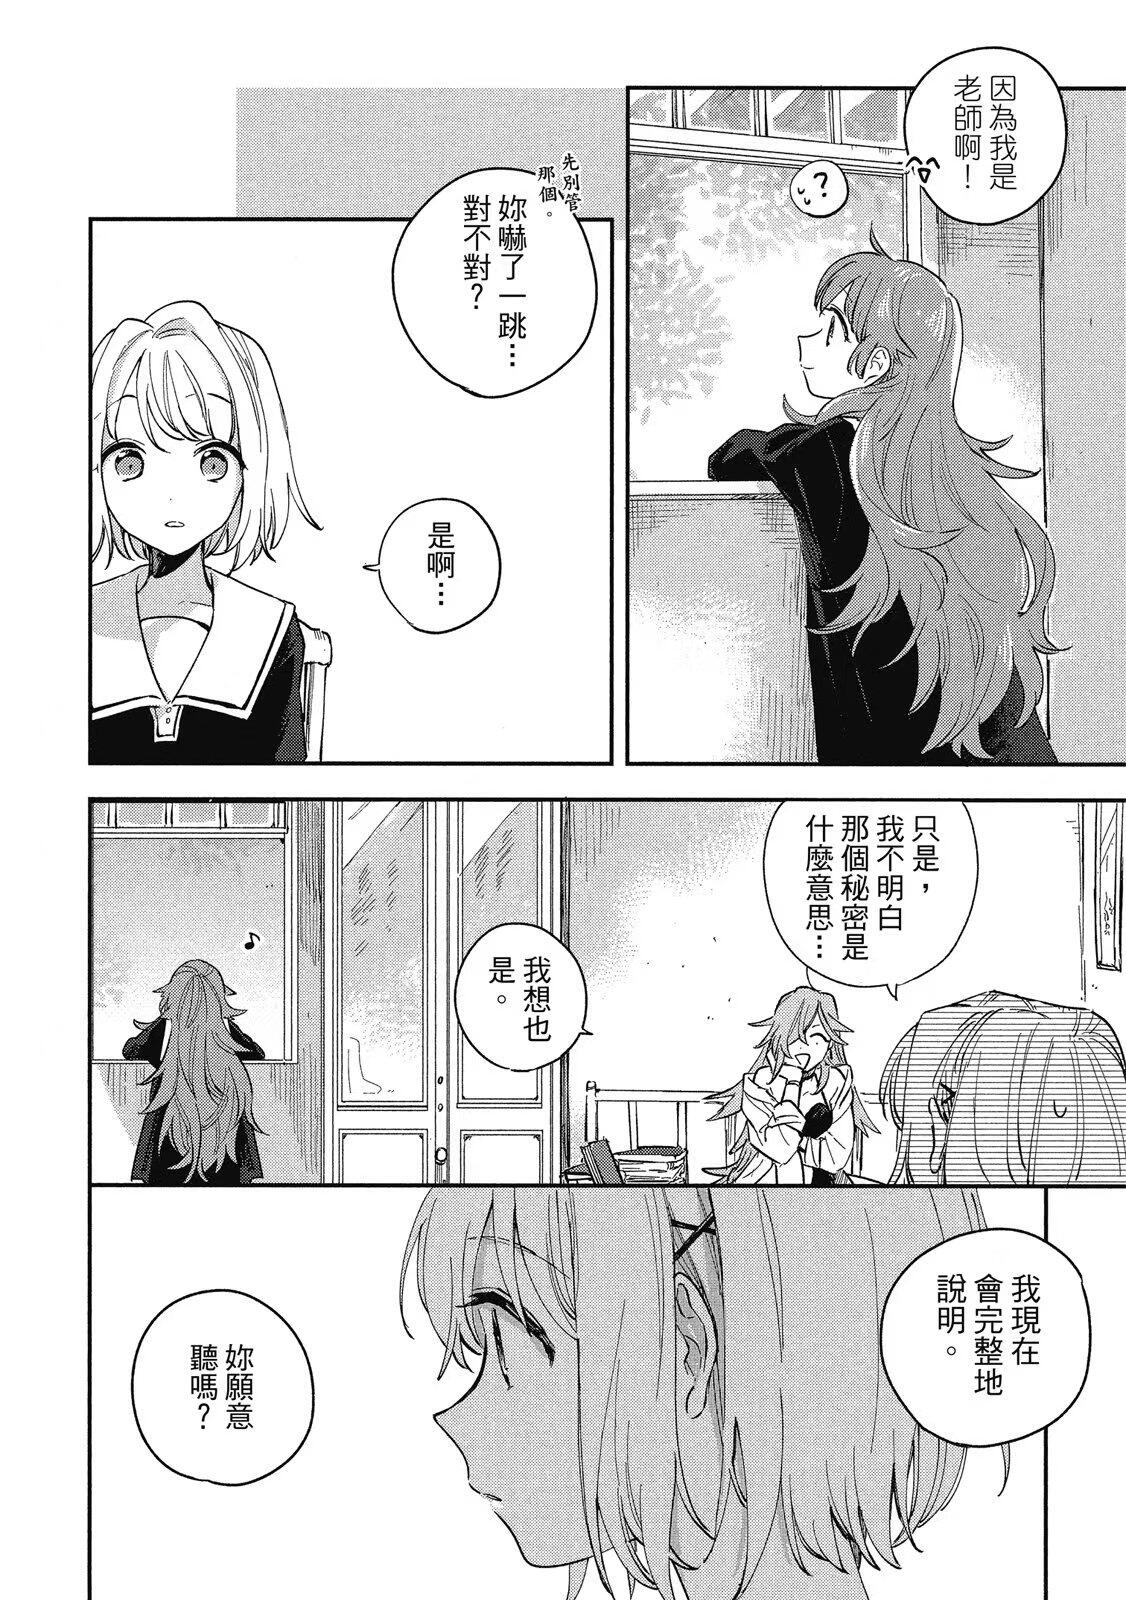 因為我是
老師啊！
？
先別管
那個。
妳嚇了一跳…
對不對？
是啊…
只是，
我不明白
那個秘密是
什麼意思…
我想也
是。
我現在
會完整地
說明。
妳願意
聽嗎？